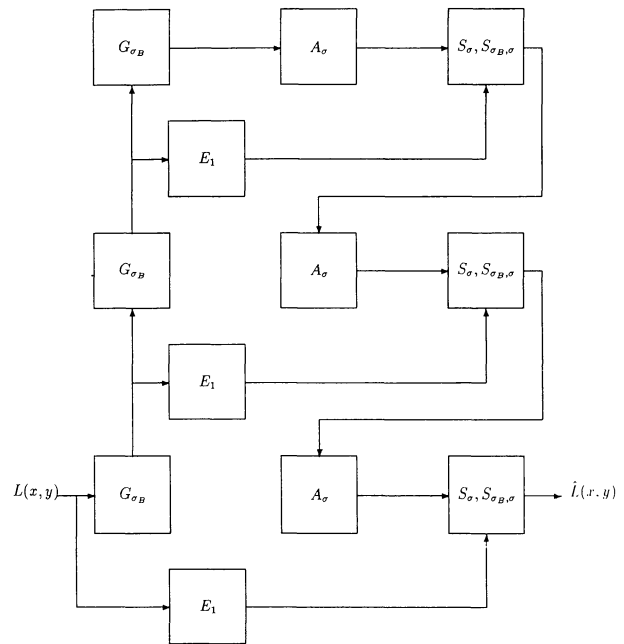 G_{σ_B} A_σ S_σ, S_{σ_B,σ}
E_1
G_{σ_B} A_σ S_σ, S_{σ_B,σ}
E_1
L(x, y) G_{σ_B} A_σ S_σ, S_{σ_B,σ} L̂(x, y)
E_1